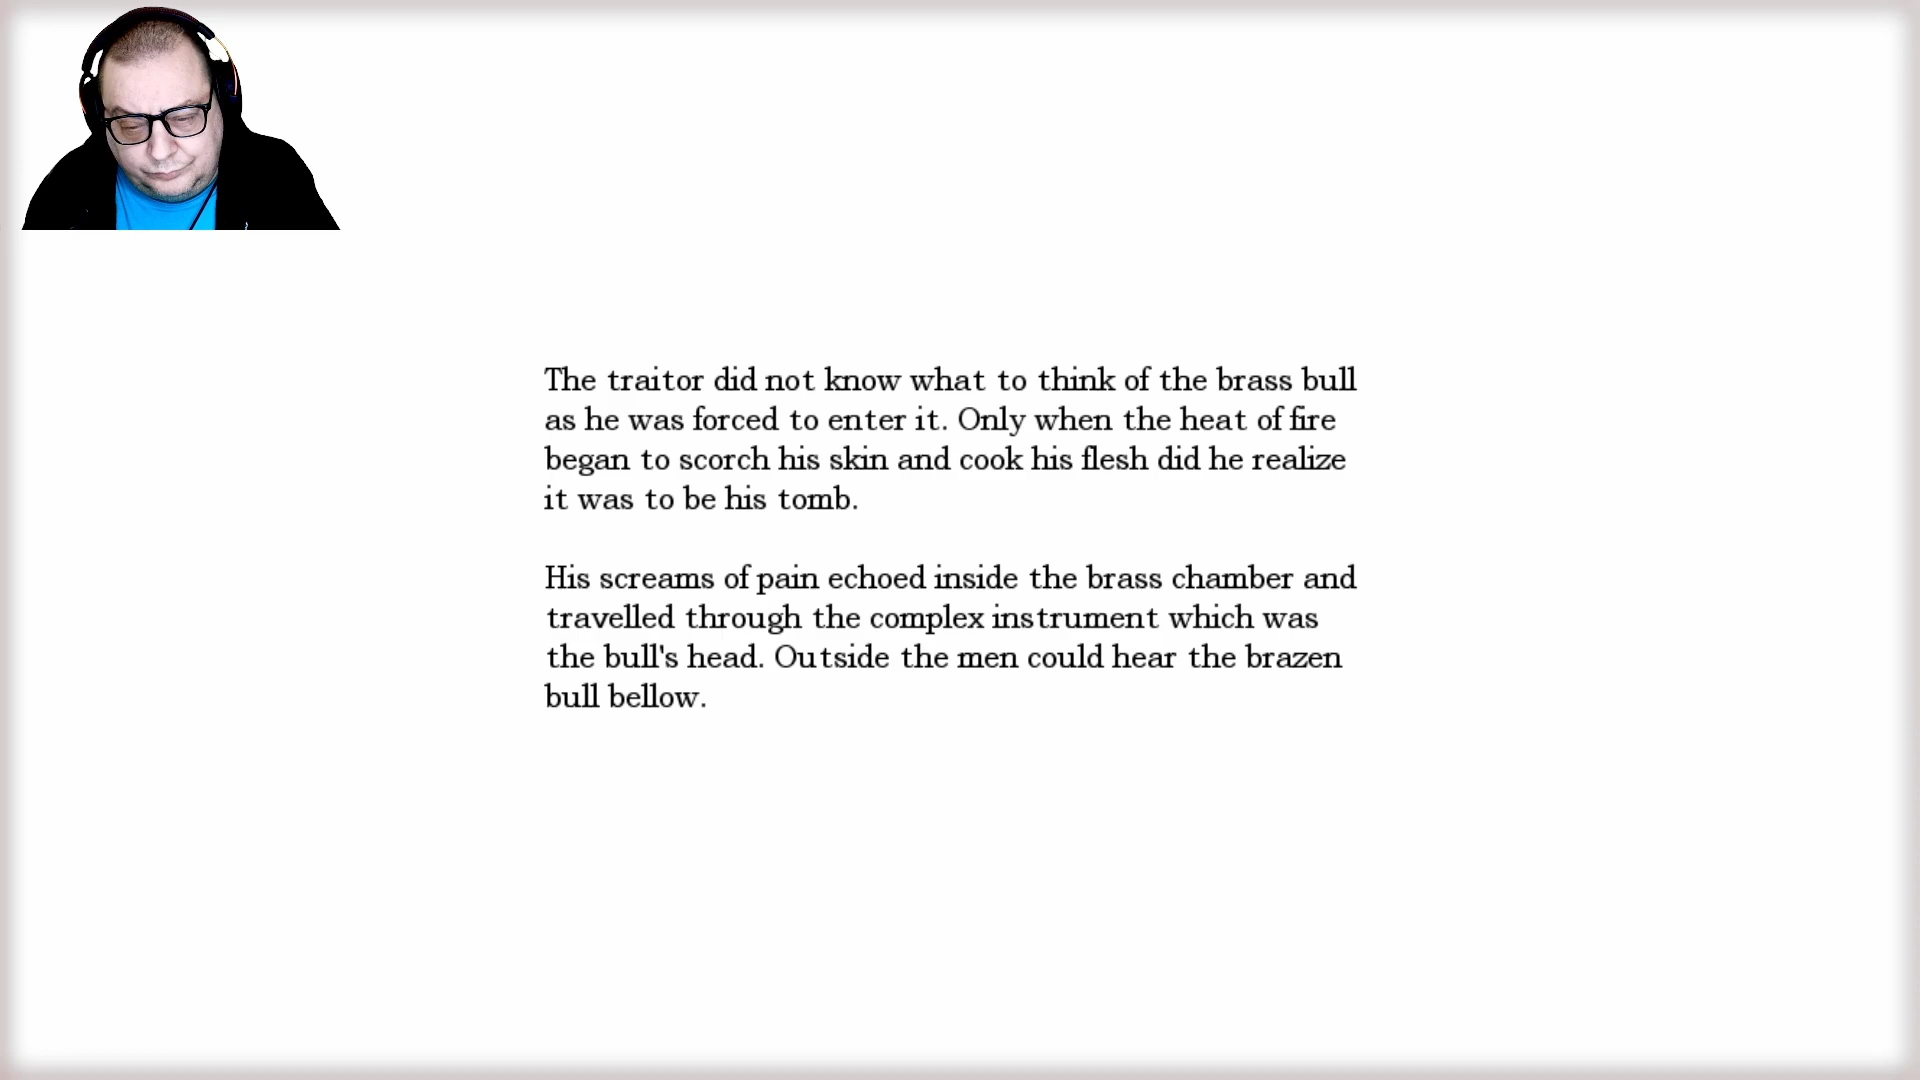 The traitor did not know what to think of the brass bull
as he was forced to enter it. Only when the heat of fire
began to scorch his skin and cook his flesh did he realize
it was to be his tomb.
His screams of pain echoed inside the brass chamber and
travelled through the complex instrument which was
the bull's head. Outside the men could hear the brazen
bull bellow.